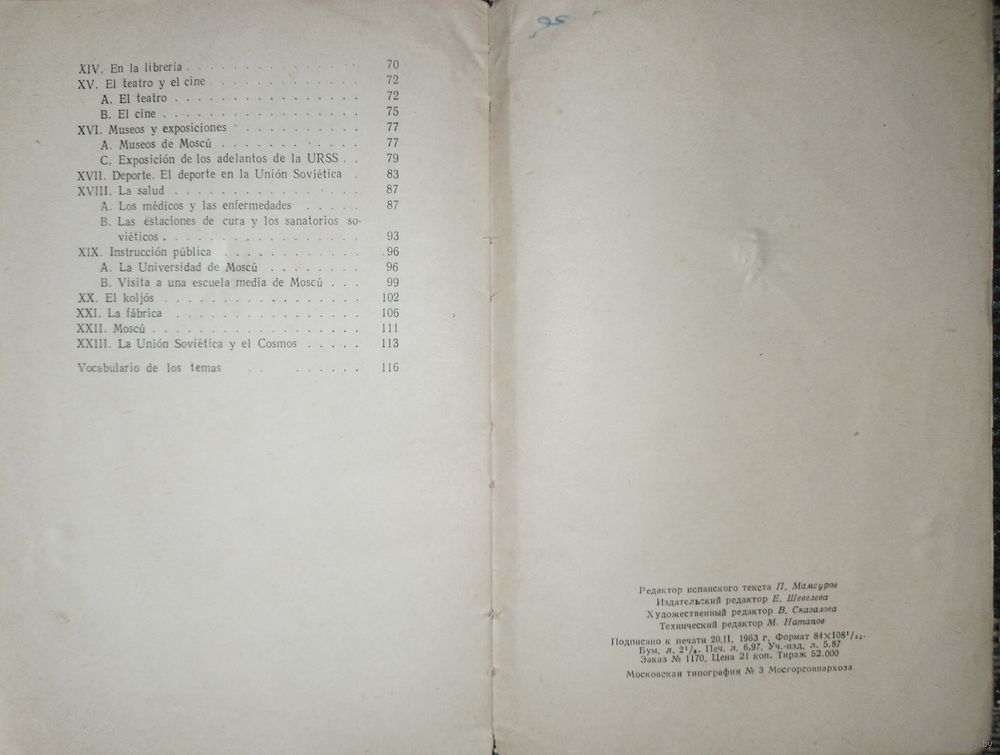 XIV. En la librería . . . . . . . . . . . . 70
XV. El teatro y el cine . . . . . . . . . . 72
A. El teatro . . . . . . . . . . . . . 72
B. El cine . . . . . . . . . . . . . . 75
XVI. Museos y exposiciones . . . . . . . . . 77
A. Museos de Moscú . . . . . . . . . . 77
C. Exposición de los adelantos de la URSS . . 79
XVII. Deporte. El deporte en la Unión Soviética . 83
XVIII. La salud . . . . . . . . . . . . . . 87
A. Los médicos y las enfermedades . . . . . 87
B. Las estaciones de cura y los sanatorios so-
viéticos . . . . . . . . . . . . . . . 93
XIX. Instrucción pública . . . . . . . . . . 96
A. La Universidad de Moscú . . . . . . . 96
B. Visita a una escuela media de Moscú . . . 99
XX. El koljós . . . . . . . . . . . . . . . 102
XXI. La fábrica . . . . . . . . . . . . . . 106
XXII. Moscú . . . . . . . . . . . . . . . . 111
XXIII. La Unión Soviética y el Cosmos . . . . . 113
Vocabulario de los temas . . . . . . . . 116
Редактор испанского текста П. Мамсуров
Издательский редактор Е. Шевелева
Художественный редактор В. Сказалова
Технический редактор М. Натапов
Подписано к печати 20.II. 1963 г. Формат 84×108¹/₃₂.
Бум. л. 2¹/₈. Печ. л. 6,97. Уч.-изд. л. 5.87
Заказ № 1170. Цена 21 коп. Тираж 52.000
Московская типография № 3 Мосгорсовнархоза